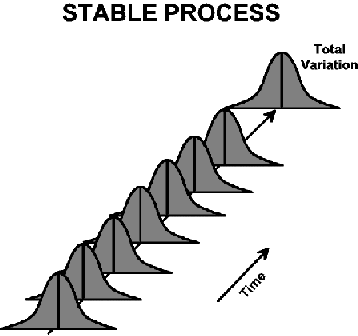 STABLE PROCESS
Total
Variation
Time